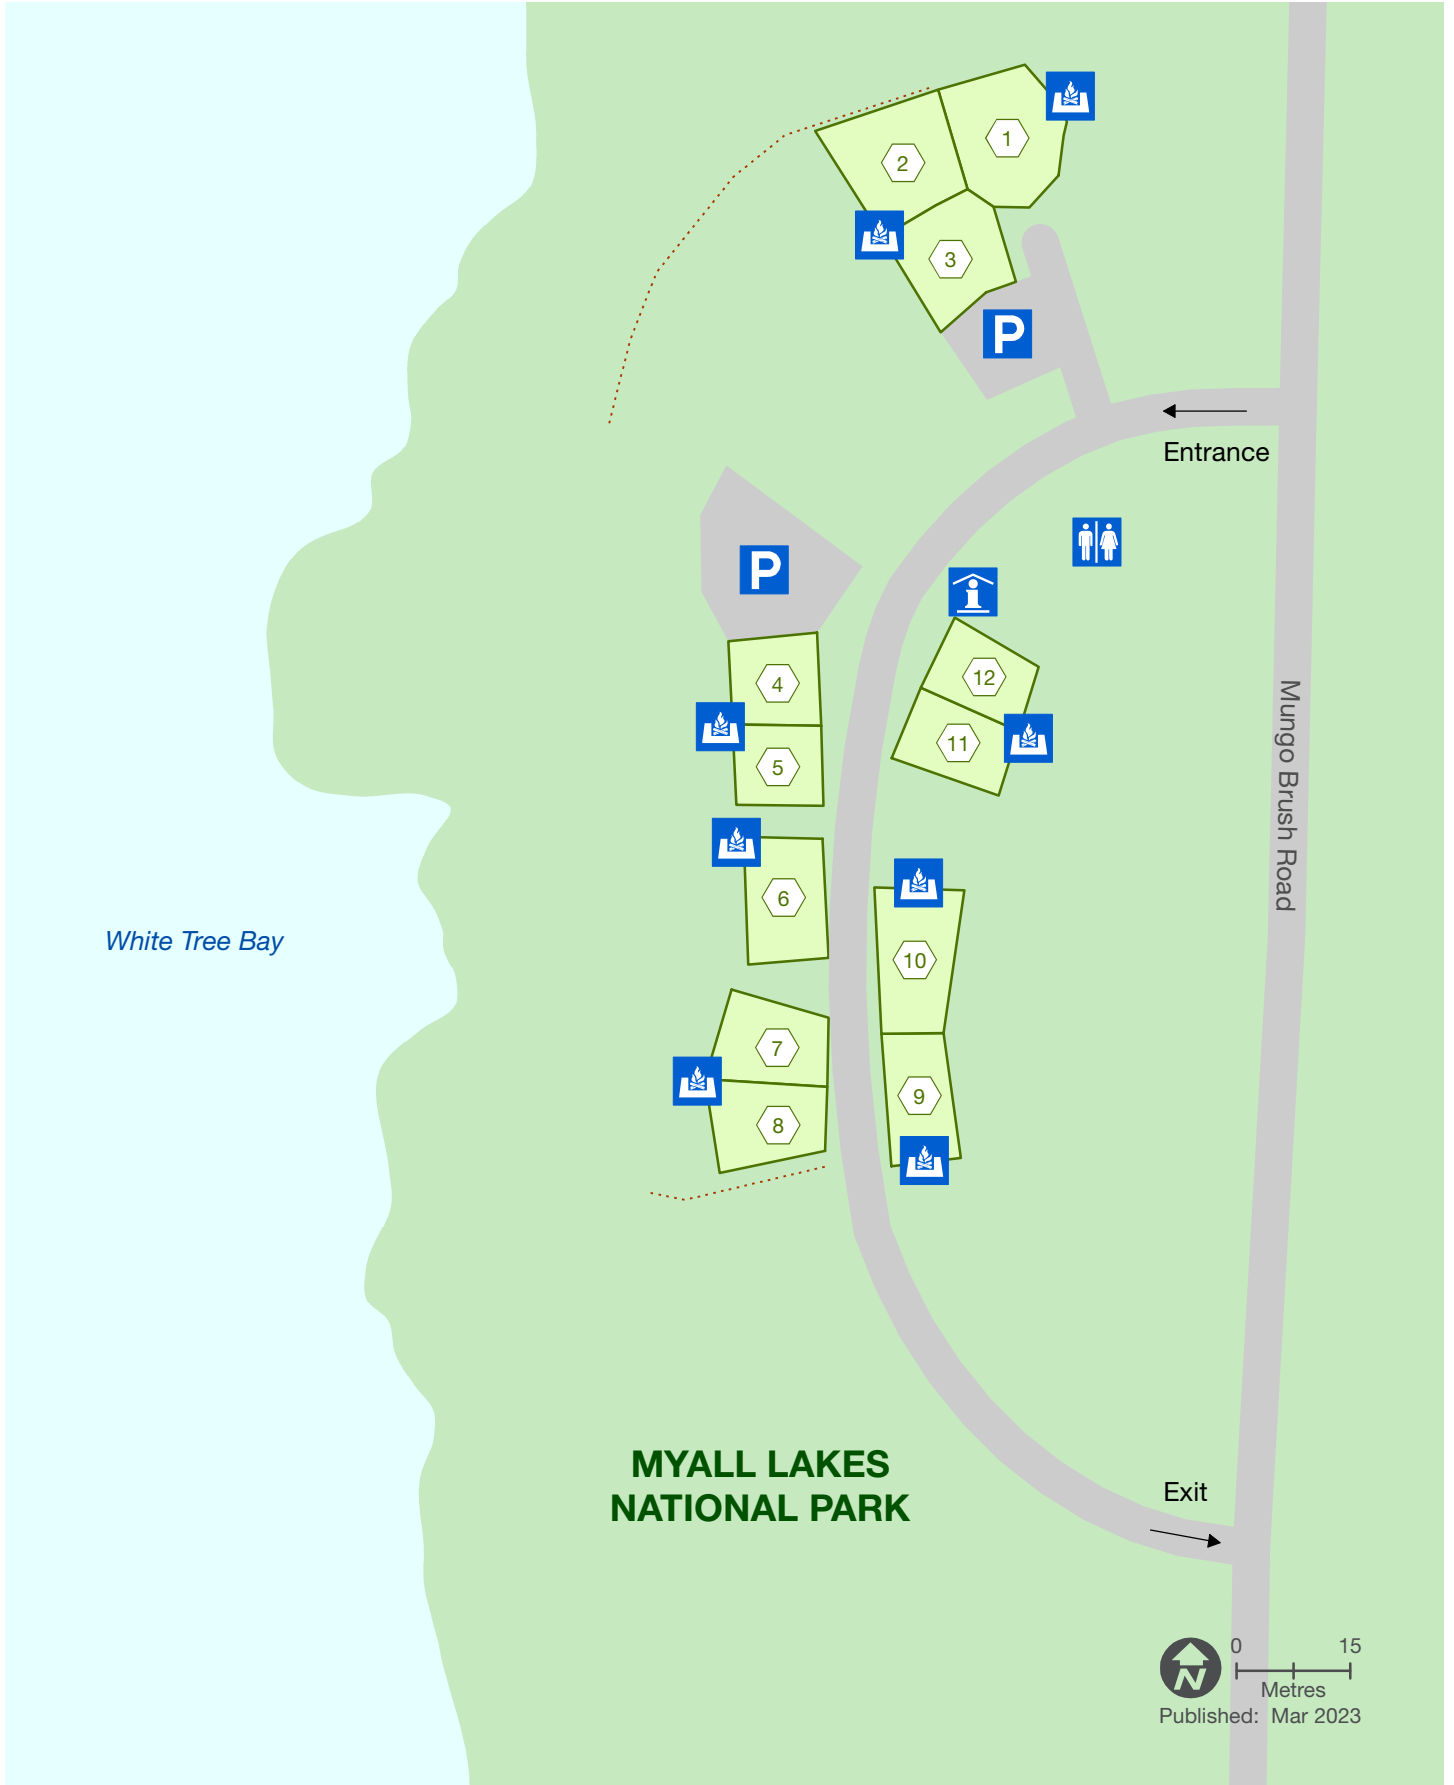 1
2
3
P
Entrance
P
4
12
11
5
Mungo Brush Road
6
White Tree Bay
10
7
9
8
MYALL LAKES
NATIONAL PARK
Exit
0 15
N
Metres
Published: Mar 2023